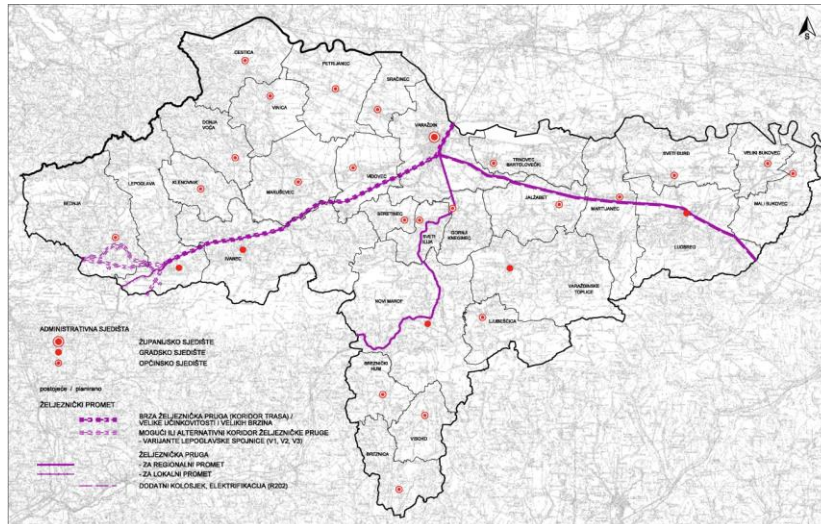 S
CESTICA
PETRIJANEC
SRAČINEC
VINICA
VARAŽDIN
DONJA
VOĆA
TRNOVEC
BARTOLOVEČKI
SVETI ĐURĐ
VELIKI BUKOVEC
LEPOGLAVA
KLENOVNIK
MARUŠEVEC
VIDOVEC
BEDNJA
JALŽABET
MARTIJANEC
MALI BUKOVEC
BERETINEC
SVETI
ILIJA
GORNJI
KNEGINEC
LUDBREG
IVANEC
NOVI MAROF
VARAŽDINSKE
TOPLICE
LJUBEŠĆICA
BREZNIČKI
HUM
VISOKO
BREZNICA
ADMINISTRATIVNA SJEDIŠTA
ŽUPANIJSKO SJEDIŠTE
GRADSKO SJEDIŠTE
OPĆINSKO SJEDIŠTE
postojeće / planirano
ŽELJEZNIČKI PROMET
BRZA ŽELJEZNIČKA PRUGA (KORIDOR TRASA) /
VELIKE UČINKOVITOSTI I VELIKIH BRZINA
MOGUĆI ILI ALTERNATIVNI KORIDOR ŽELJEZNIČKE PRUGE
- VARIJANTE LEPOGLAVSKE SPOJNICE (V1, V2, V3)
ŽELJEZNIČKA PRUGA
- ZA REGIONALNI PROMET
- ZA LOKALNI PROMET
DODATNI KOLOSJEK, ELEKTRIFIKACIJA (R202)